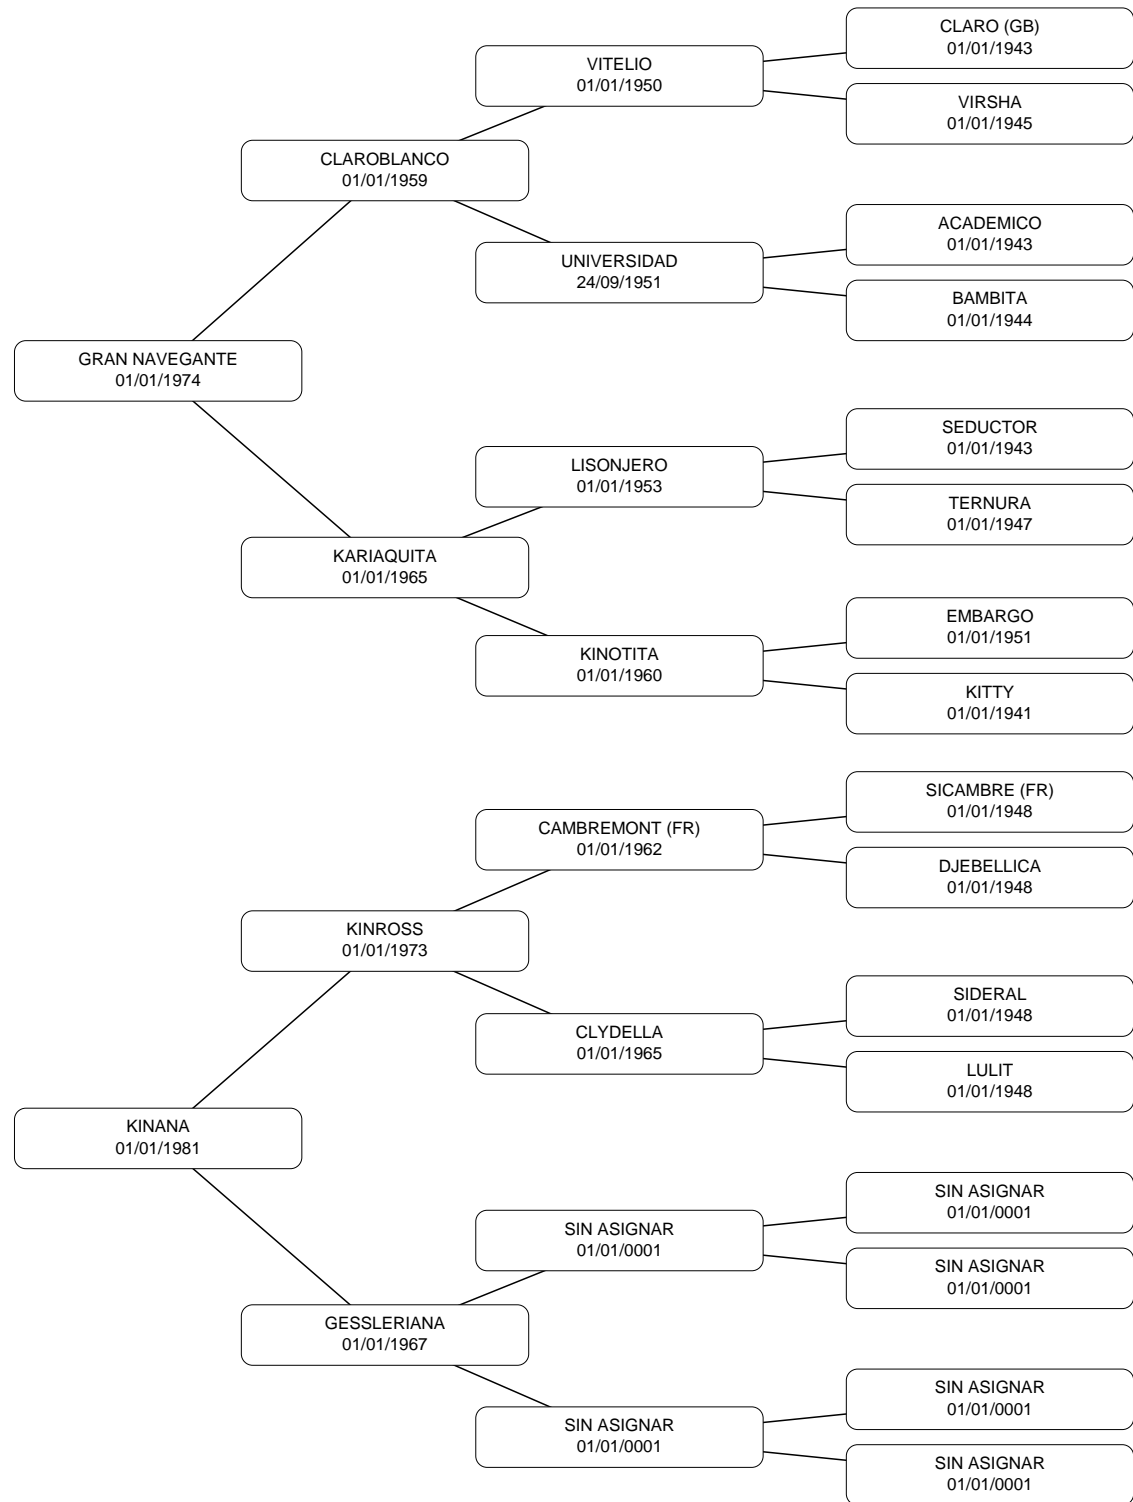 CLARO (GB)
01/01/1943
VITELIO
01/01/1950
VIRSHA
01/01/1945
CLAROBLANCO
01/01/1959
ACADEMICO
01/01/1943
UNIVERSIDAD
24/09/1951
BAMBITA
01/01/1944
GRAN NAVEGANTE
01/01/1974
SEDUCTOR
01/01/1943
LISONJERO
01/01/1953
TERNURA
01/01/1947
KARIAQUITA
01/01/1965
EMBARGO
01/01/1951
KINOTITA
01/01/1960
KITTY
01/01/1941
SICAMBRE (FR)
01/01/1948
CAMBREMONT (FR)
01/01/1962
DJEBELLICA
01/01/1948
KINROSS
01/01/1973
SIDERAL
01/01/1948
CLYDELLA
01/01/1965
LULIT
01/01/1948
KINANA
01/01/1981
SIN ASIGNAR
01/01/0001
SIN ASIGNAR
01/01/0001
SIN ASIGNAR
01/01/0001
GESSLERIANA
01/01/1967
SIN ASIGNAR
01/01/0001
SIN ASIGNAR
01/01/0001
SIN ASIGNAR
01/01/0001